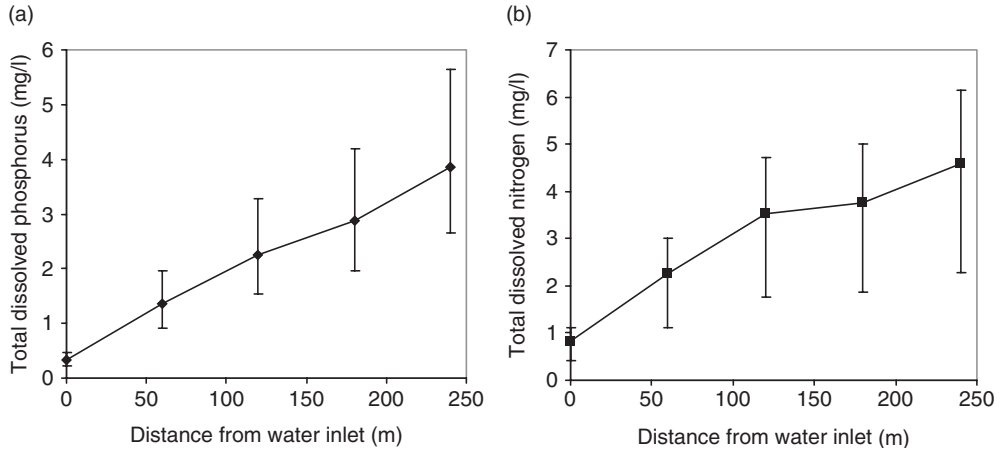 (a)
Total dissolved phosphorus (mg/l)
6
5
4
3
2
1
0
0 50 100 150 200 250
Distance from water inlet (m)
(b)
Total dissolved nitrogen (mg/l)
7
6
5
4
3
2
1
0
0 50 100 150 200 250
Distance from water inlet (m)